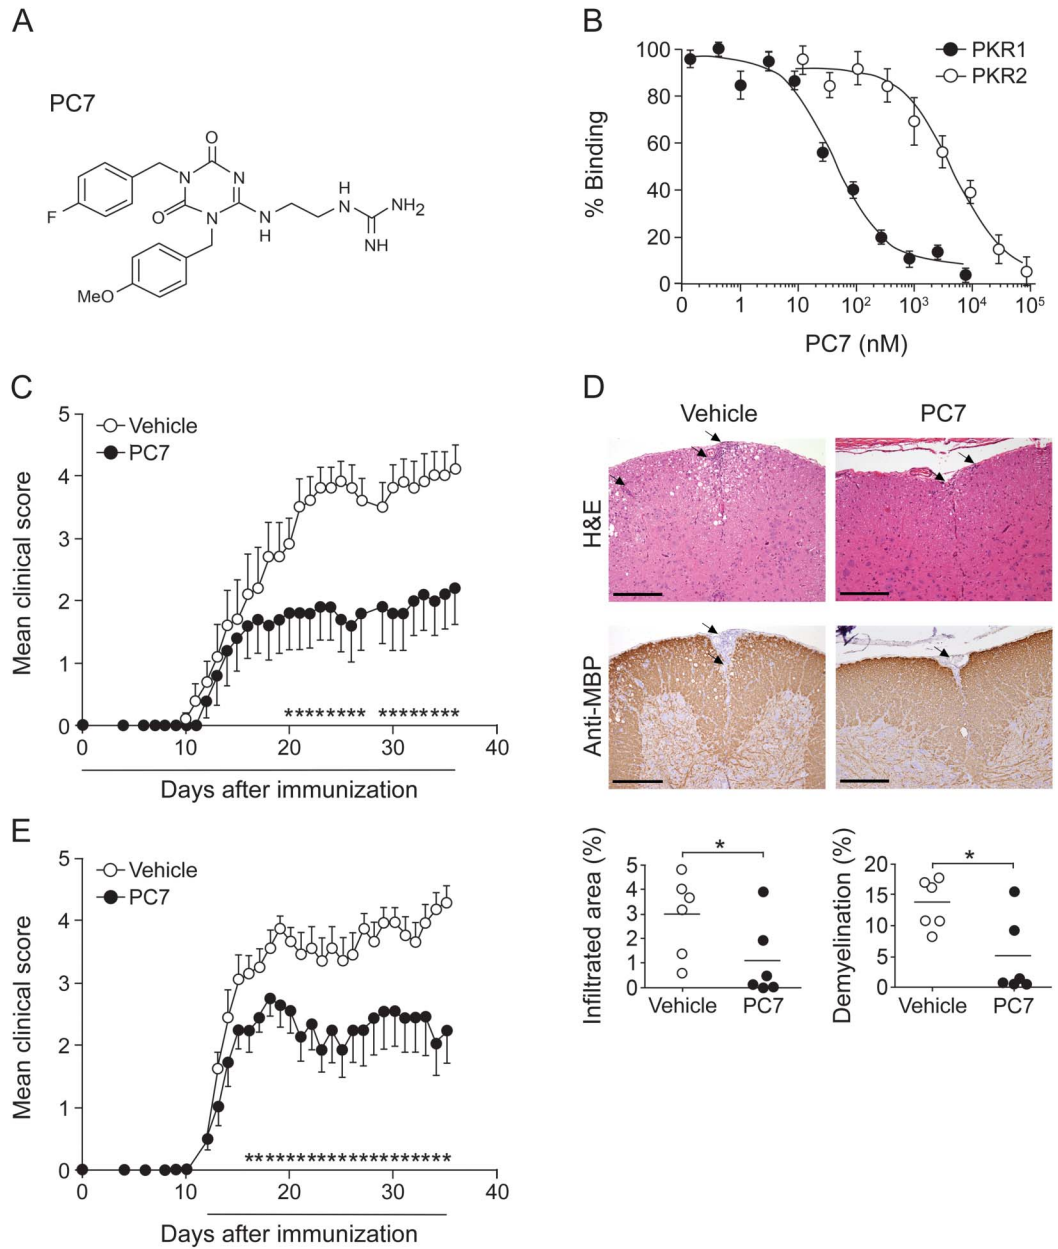 A
PC7
O
N
N
O
N
N
H
H
N
NH2
NH
F
MeO
B
100
80
60
40
20
0
% Binding
PKR1
PKR2
0
1
10
10²
10³
10⁴
10⁵
PC7 (nM)
C
5
4
3
2
1
0
Mean clinical score
Vehicle
PC7
********
********
0
10
20
30
40
Days after immunization
D
Vehicle
PC7
H&E
Anti-MBP
Infiltrated area (%)
5
4
3
2
1
0
*
Vehicle
PC7
Demyelination (%)
20
15
10
5
0
*
Vehicle
PC7
E
5
4
3
2
1
0
Mean clinical score
Vehicle
PC7
********************
0
10
20
30
40
Days after immunization